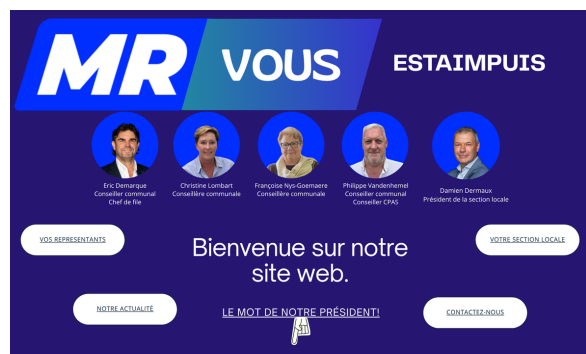 MR VOUS ESTAIMPUIS
Eric Demarque
Conseiller communal
Chef de file
Christine Lombart
Conseillère communale
Françoise Nys-Goemaere
Conseillère communale
Philippe Vandenhemel
Conseiller communal
Conseiller CPAS
Damien Dermaux
Président de la section locale
VOS REPRESENTANTS
Bienvenue sur notre
site web.
VOTRE SECTION LOCALE
NOTRE ACTUALITÉ
LE MOT DE NOTRE PRÉSIDENT!
CONTACTEZ-NOUS